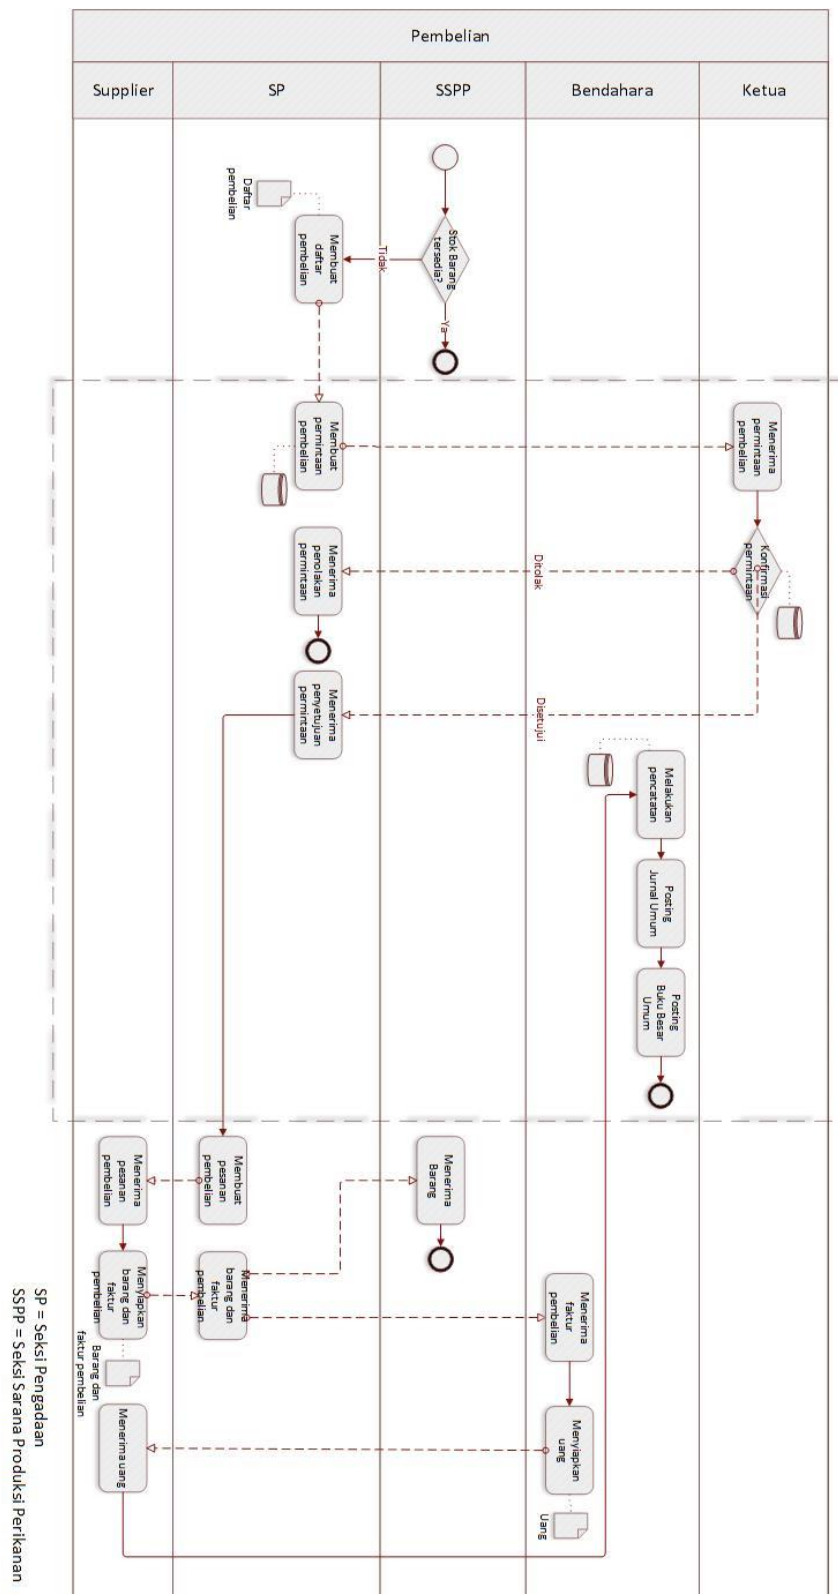 Pembelian
Supplier
SP
SSPP
Bendahara
Ketua
Stok Barang
tersedia?
Tidak
Ya
Membuat
daftar
pembelian
Daftar
pembelian
Membuat
permintaan
pembelian
Menerima
permintaan
pembelian
Konfirmasi
permintaan
Ditolak
Menerima
penolakan
permintaan
Disetujui
Menerima
penyetujuan
permintaan
Melakukan
pencatatan
Posting
Jurnal Umum
Posting
Buku Besar
Umum
Membuat
pesanan
pembelian
Menerima
pesanan
pembelian
Menyiapkan
barang dan
faktur
pembelian
Barang dan
faktur pembelian
Menerima
barang dan
faktur
pembelian
Menerima
Barang
Menerima
faktur
pembelian
Menyiapkan
uang
Uang
Menerima uang
SP = Seksi Pengadaan
SSPP = Seksi Sarana Produksi Perikanan